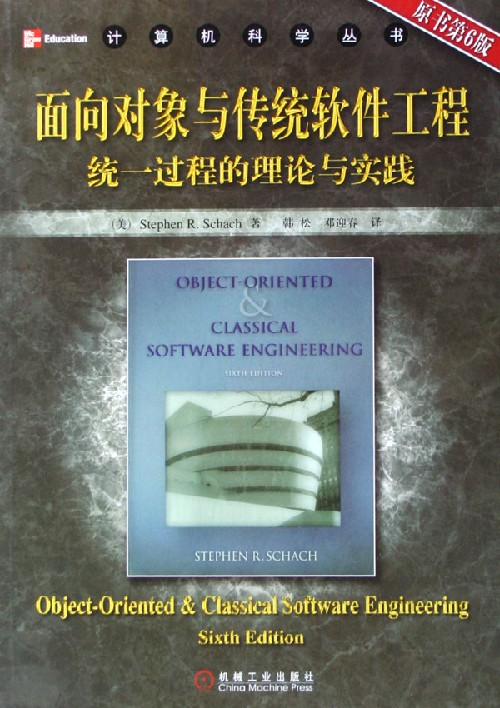 Mc Graw Hill Education 计算机科学丛书
原书第6版
面向对象与传统软件工程
统一过程的理论与实践
(美) Stephen R. Schach 著 韩松 邓迎春 译
OBJECT-ORIENTED
&
CLASSICAL
SOFTWARE ENGINEERING
SIXTH EDITION
STEPHEN R. SCHACH
Object-Oriented & Classical Software Engineering
Sixth Edition
机械工业出版社
China Machine Press